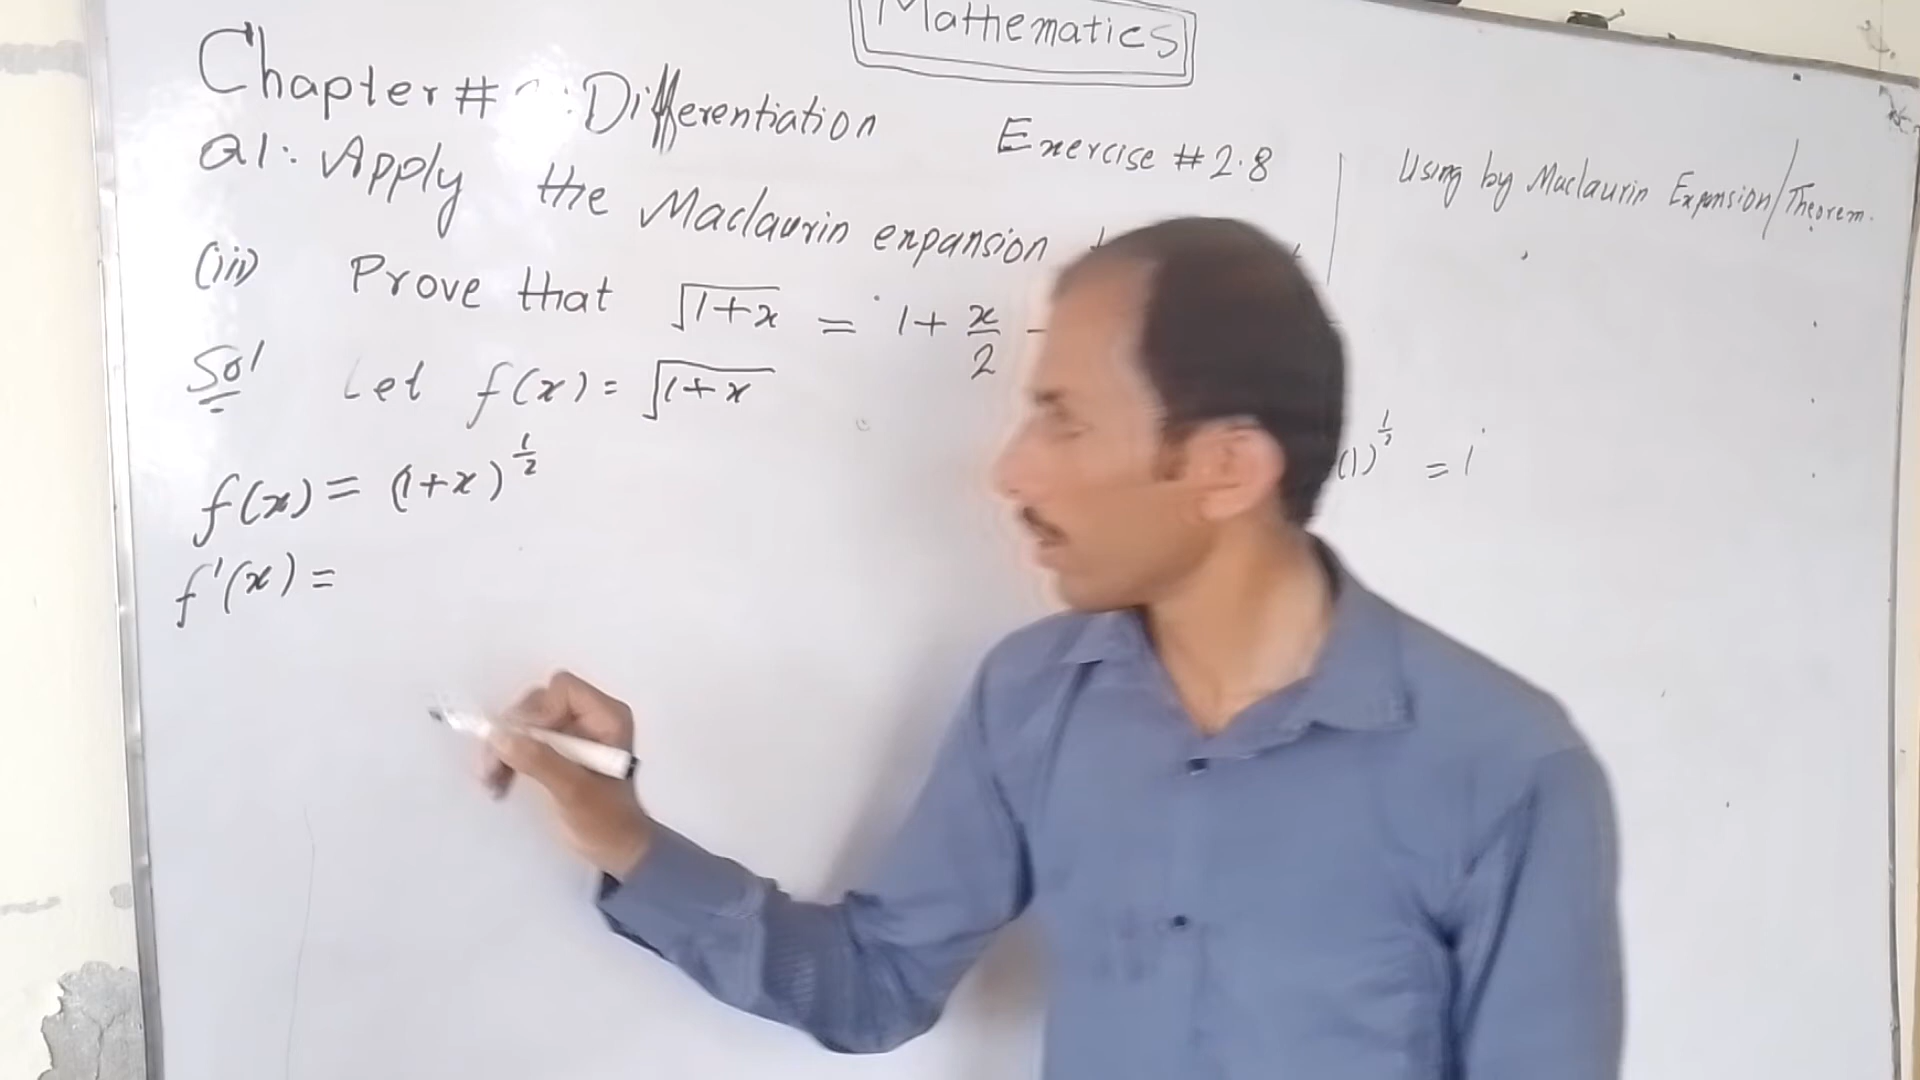 Mathematics
Chapter # : Differentiation
Exercise # 2.8
Q1: Apply the Maclaurin expansion
(iii) Prove that √1+x = 1 + x/2 -
Sol Let f(x) = √1+x
f(x) = (1+x)^1/2
f'(x) =
Using by Maclaurin Expansion/Theorem.
(1)^1/2 = 1